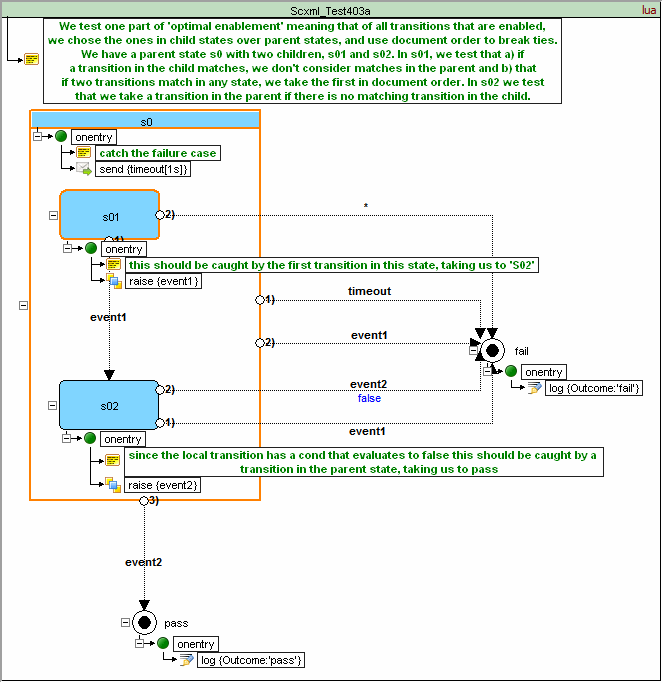 Scxml_Test403a
lua
We test one part of 'optimal enablement' meaning that of all transitions that are enabled,
we chose the ones in child states over parent states, and use document order to break ties.
We have a parent state s0 with two children, s01 and s02. In s01, we test that a) if
a transition in the child matches, we don't consider matches in the parent and b) that
if two transitions match in any state, we take the first in document order. In s02 we test
that we take a transition in the parent if there is no matching transition in the child.
s0
onentry
catch the failure case
send {timeout[1s]}
s01
2)
*
1)
onentry
this should be caught by the first transition in this state, taking us to 'S02'
raise {event1}
1)
timeout
event1
2)
event1
fail
onentry
log {Outcome:'fail'}
s02
2)
event2
false
1)
event1
onentry
since the local transition has a cond that evaluates to false this should be caught by a
transition in the parent state, taking us to pass
raise {event2}
3)
event2
pass
onentry
log {Outcome:'pass'}